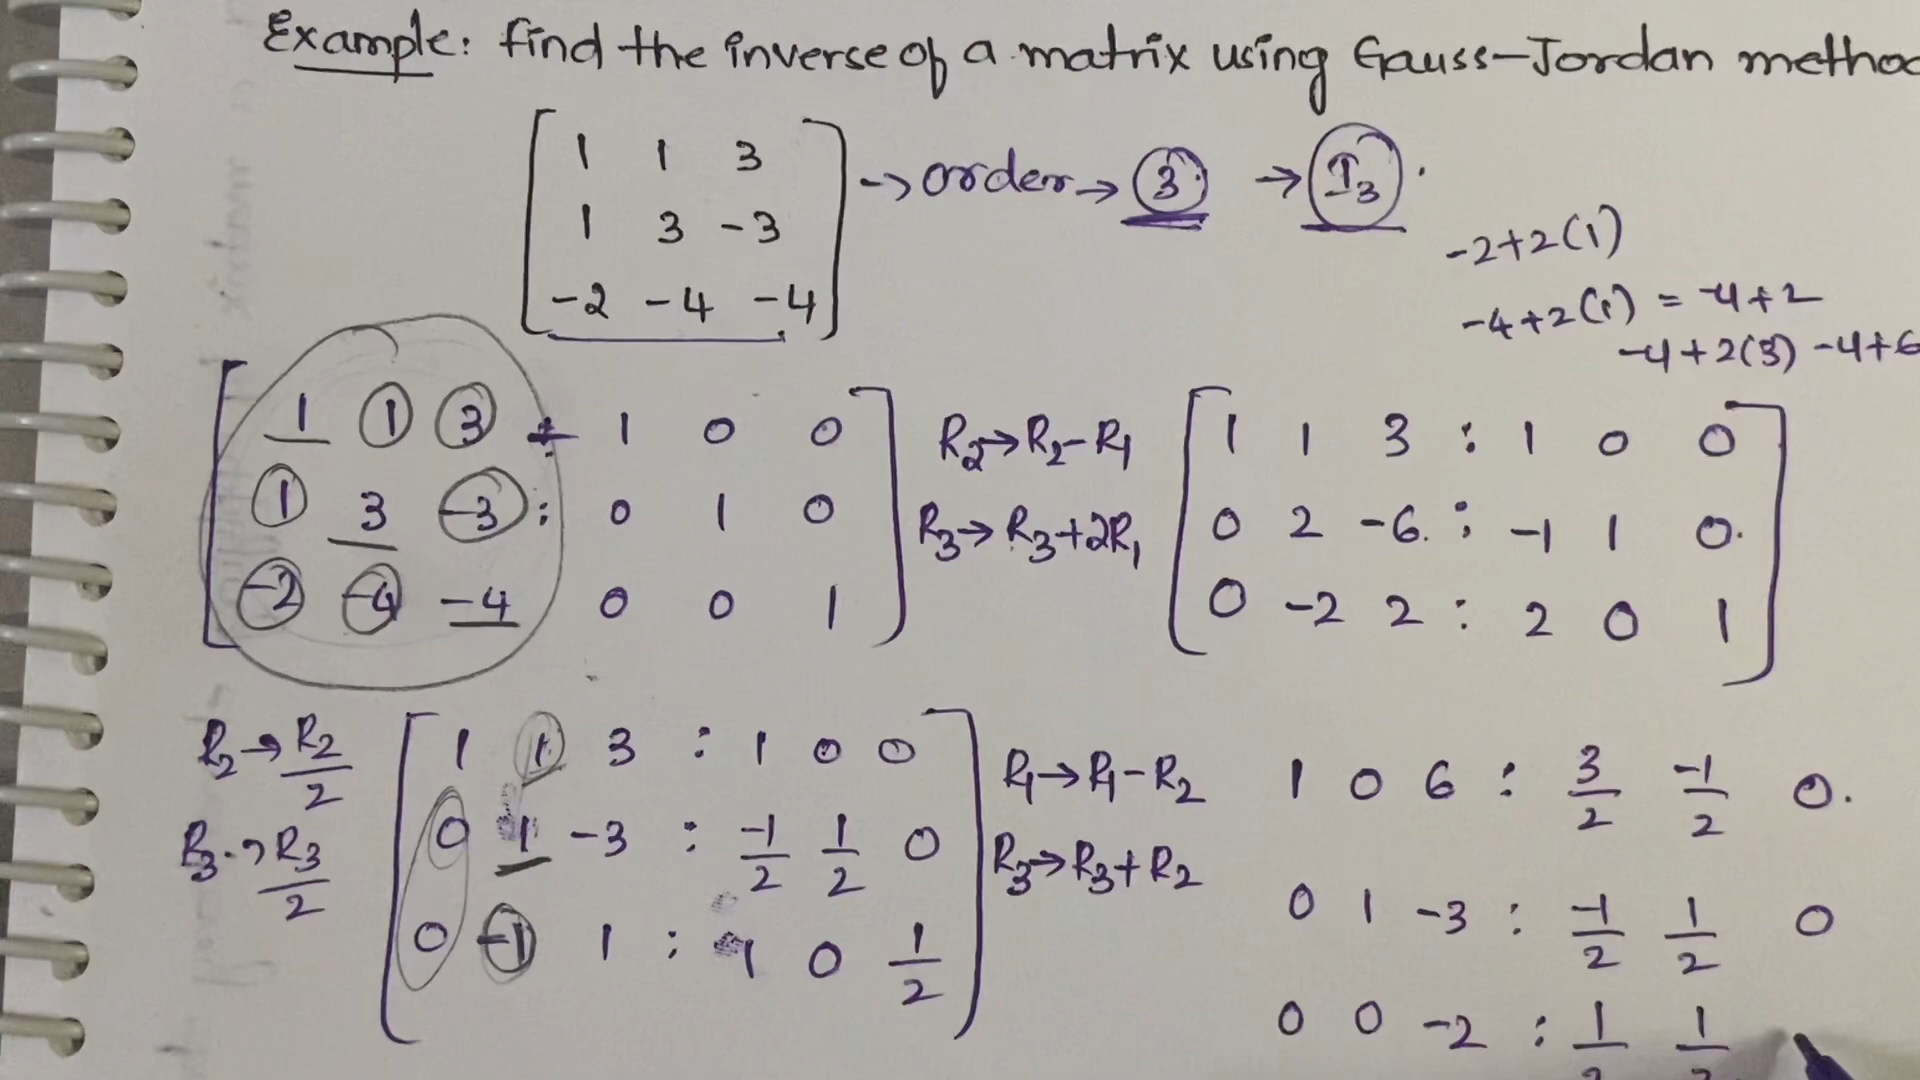 Example: find the inverse of a matrix using Gauss-Jordan method
1 1 3
1 3 -3
-2 -4 -4
→ order → 3 → I3.
-2+2(1)
-4+2(1) = -4+2
-4+2(3) -4+6
1 1 3 : 1 0 0
1 3 -3 : 0 1 0
-2 -4 -4 0 0 1
R2→R2-R1
R3→R3+2R1
1 1 3 : 1 0 0
0 2 -6 : -1 1 0
0 -2 2 : 2 0 1
R2→R2/2
R3→R3/2
1 1 3 : 1 0 0
0 1 -3 : -1/2 1/2 0
0 -1 1 : 1 0 1/2
R1→R1-R2
R3→R3+R2
1 0 6 : 3/2 -1/2 0
0 1 -3 : -1/2 1/2 0
0 0 -2 : 1/2 1/2